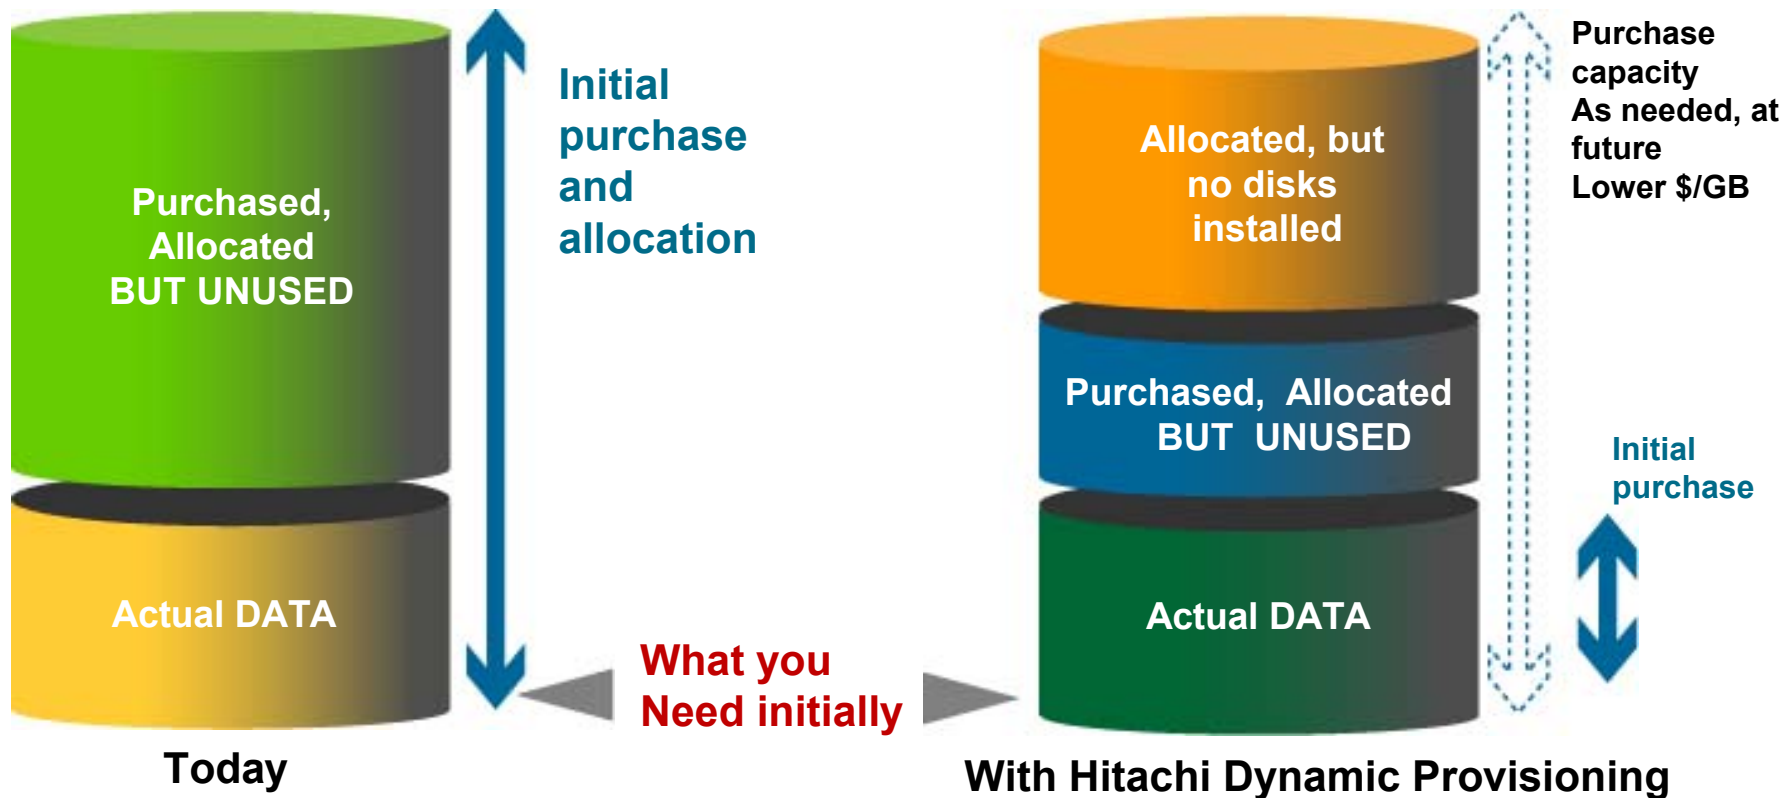 Purchased,
Allocated
BUT UNUSED
Actual DATA
Initial
purchase
and
allocation
Today
What you
Need initially
Allocated, but
no disks
installed
Purchased, Allocated
BUT UNUSED
Actual DATA
Purchase
capacity
As needed, at
future
Lower $/GB
Initial
purchase
With Hitachi Dynamic Provisioning